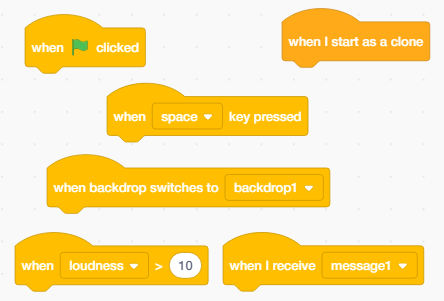 when clicked
when I start as a clone
when space key pressed
when backdrop switches to backdrop1
when loudness > 10
when I receive message1